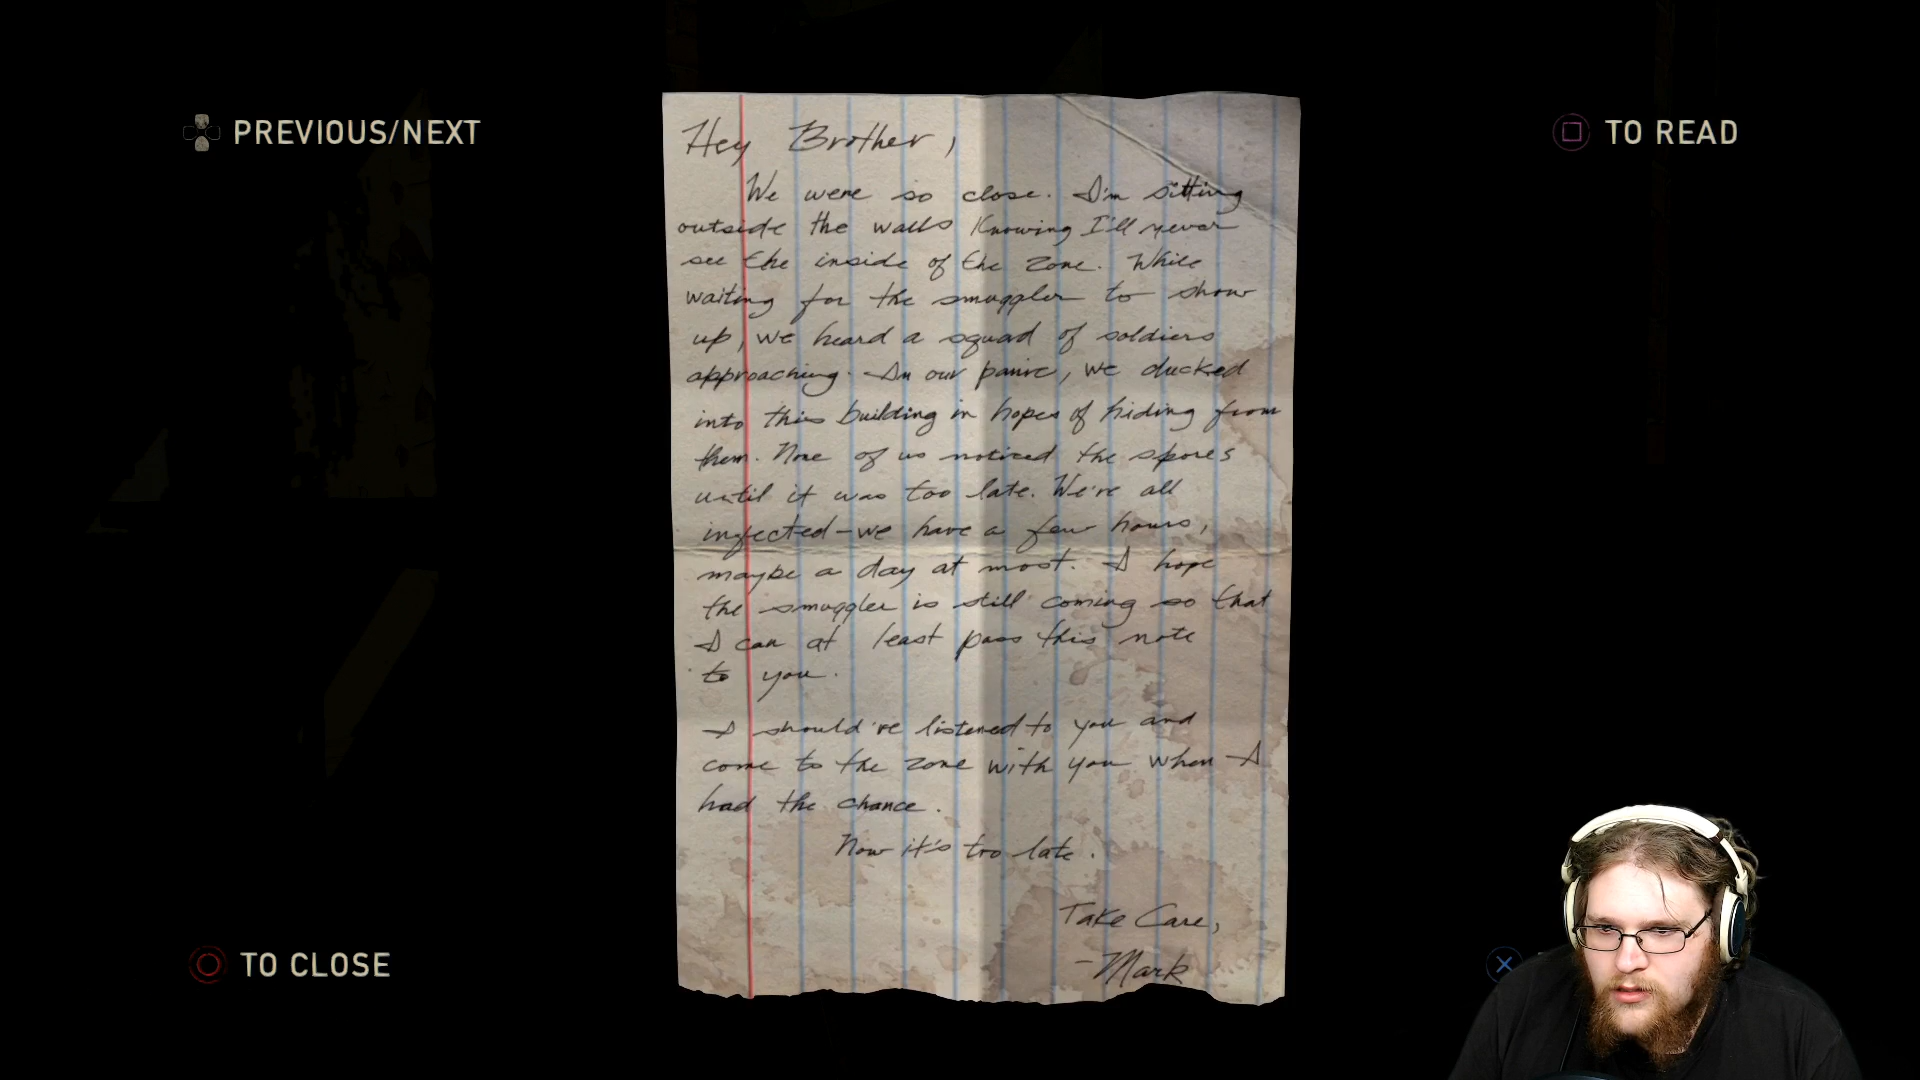 PREVIOUS/NEXT
TO READ
Hey Brother,
We were so close. I'm sitting
outside the walls knowing I'll never
see the inside of the zone. While
waiting for the smuggler to show
up, we heard a squad of soldiers
approaching. In our panic, we ducked
into this building in hopes of hiding from
them. None of us noticed the spores
until it was too late. We're all
infected-we have a few hours,
maybe a day at most. I hope
the smuggler is still coming so that
I can at least pass this note
to you.
I should've listened to you and
come to the zone with you when I
had the chance.
Now it's too late.
Take Care,
-Mark
TO CLOSE